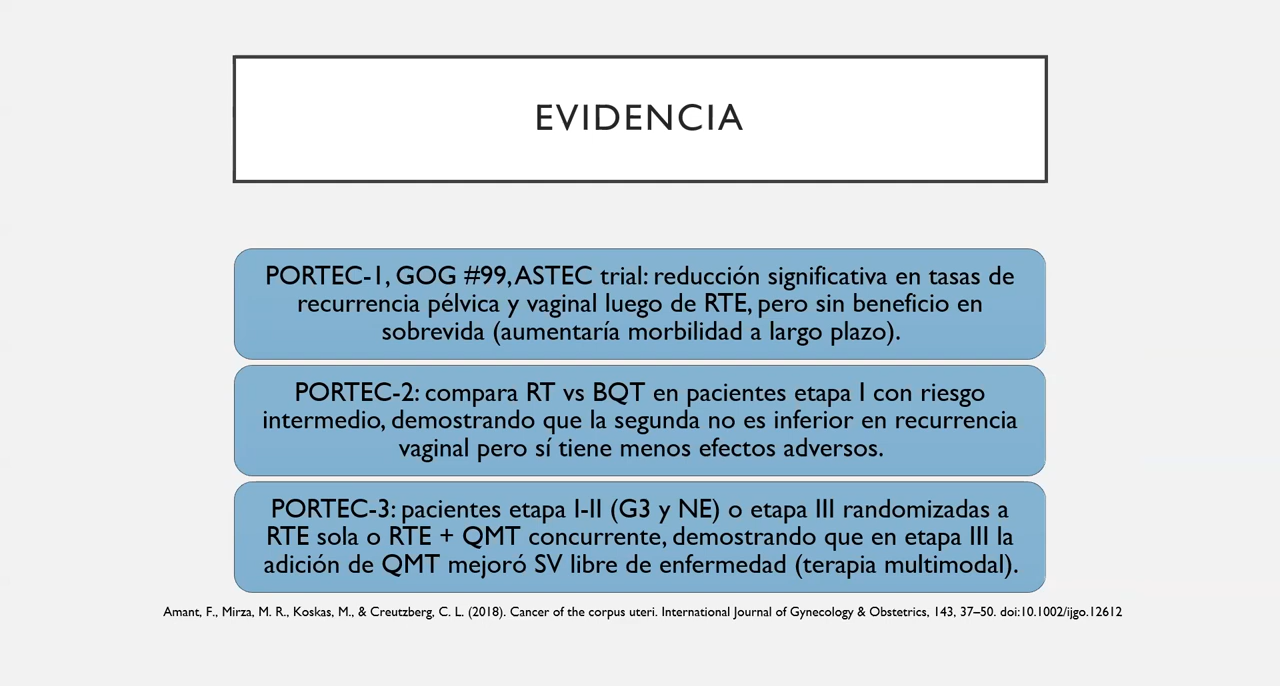 EVIDENCIA
PORTEC-1, GOG #99, ASTEC trial: reducción significativa en tasas de
recurrencia pélvica y vaginal luego de RTE, pero sin beneficio en
sobrevida (aumentaría morbilidad a largo plazo).
PORTEC-2: compara RT vs BQT en pacientes etapa I con riesgo
intermedio, demostrando que la segunda no es inferior en recurrencia
vaginal pero sí tiene menos efectos adversos.
PORTEC-3: pacientes etapa I-II (G3 y NE) o etapa III randomizadas a
RTE sola o RTE + QMT concurrente, demostrando que en etapa III la
adición de QMT mejoró SV libre de enfermedad (terapia multimodal).
Amant, F., Mirza, M. R., Koskas, M., & Creutzberg, C. L. (2018). Cancer of the corpus uteri. International Journal of Gynecology & Obstetrics, 143, 37–50. doi:10.1002/ijgo.12612